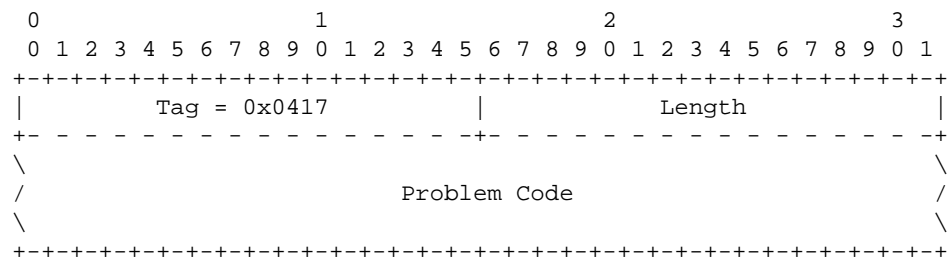 0                   1                   2                   3
 0 1 2 3 4 5 6 7 8 9 0 1 2 3 4 5 6 7 8 9 0 1 2 3 4 5 6 7 8 9 0 1
+-+-+-+-+-+-+-+-+-+-+-+-+-+-+-+-+-+-+-+-+-+-+-+-+-+-+-+-+-+-+-+-+
|         Tag = 0x0417          |            Length             |
+- - - - - - - - - - - - - - - -+- - - - - - - - - - - - - - - -+
\                                                               \
/                          Problem Code                         /
\                                                               \
+-+-+-+-+-+-+-+-+-+-+-+-+-+-+-+-+-+-+-+-+-+-+-+-+-+-+-+-+-+-+-+-+